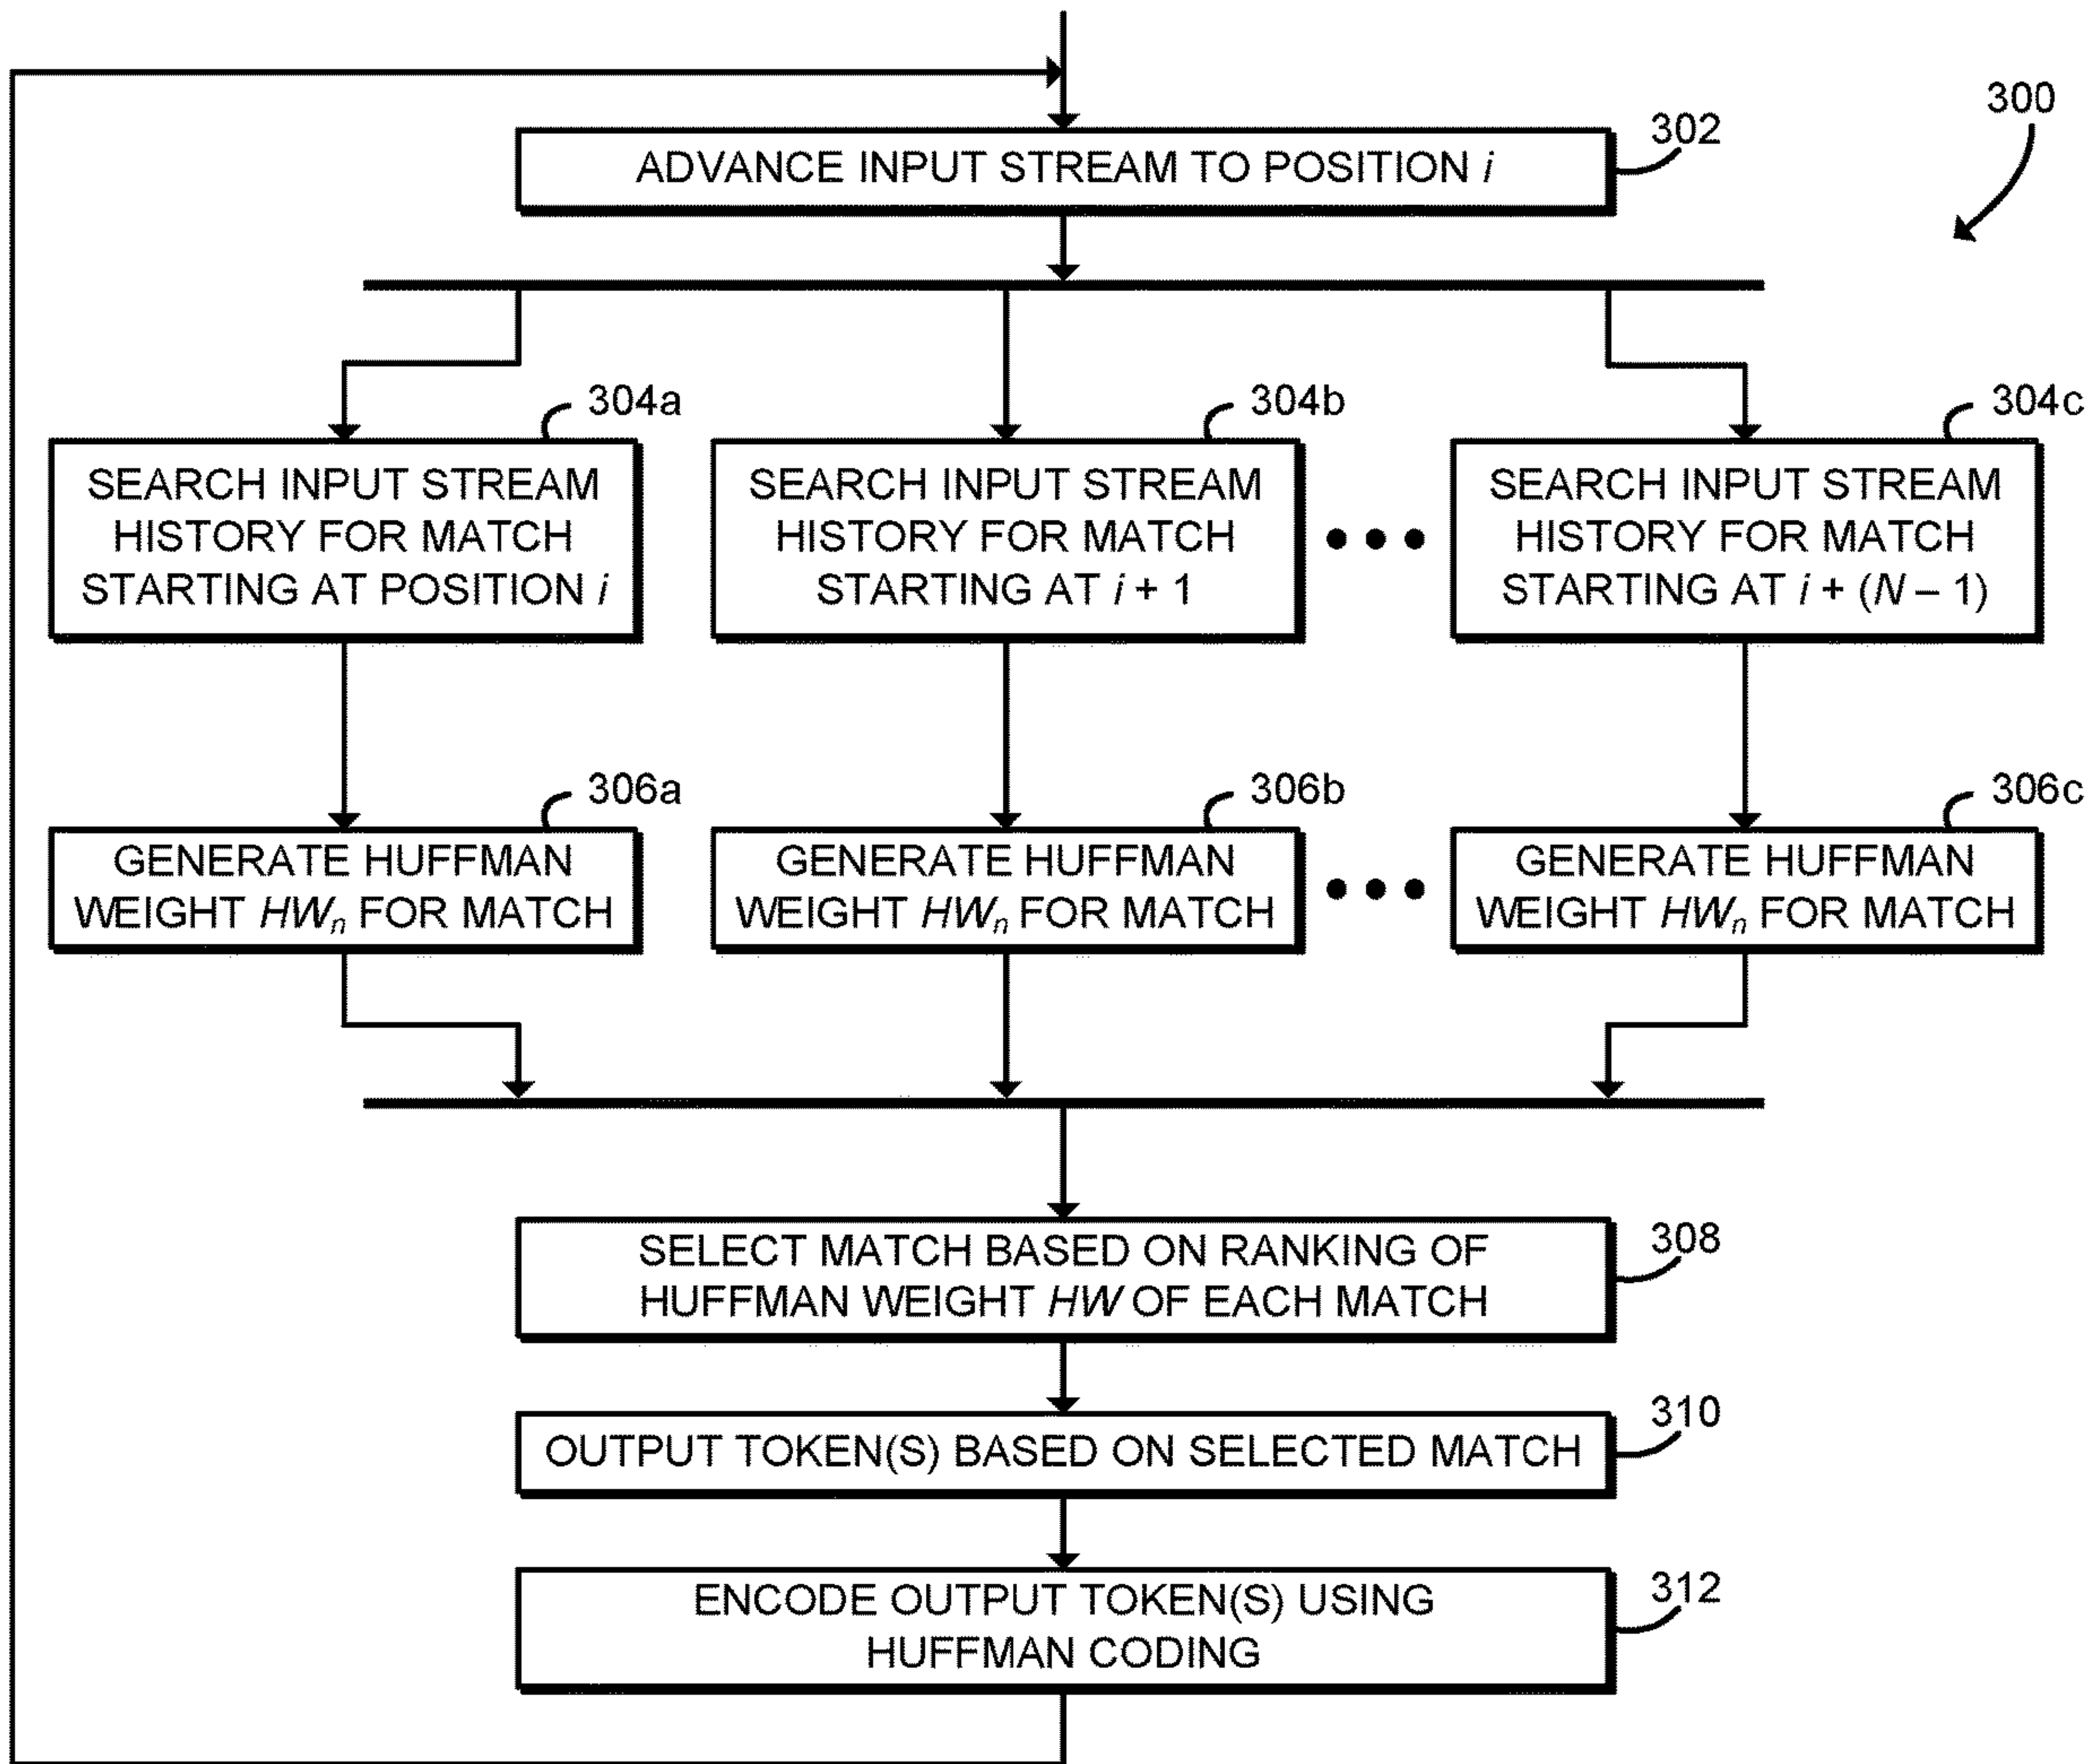 300
302
ADVANCE INPUT STREAM TO POSITION i
304a
304b
304c
SEARCH INPUT STREAM
HISTORY FOR MATCH
STARTING AT POSITION i
SEARCH INPUT STREAM
HISTORY FOR MATCH
STARTING AT i + 1
SEARCH INPUT STREAM
HISTORY FOR MATCH
STARTING AT i + (N – 1)
306a
306b
306c
GENERATE HUFFMAN
WEIGHT HWn FOR MATCH
GENERATE HUFFMAN
WEIGHT HWn FOR MATCH
GENERATE HUFFMAN
WEIGHT HWn FOR MATCH
308
SELECT MATCH BASED ON RANKING OF
HUFFMAN WEIGHT HW OF EACH MATCH
310
OUTPUT TOKEN(S) BASED ON SELECTED MATCH
312
ENCODE OUTPUT TOKEN(S) USING
HUFFMAN CODING